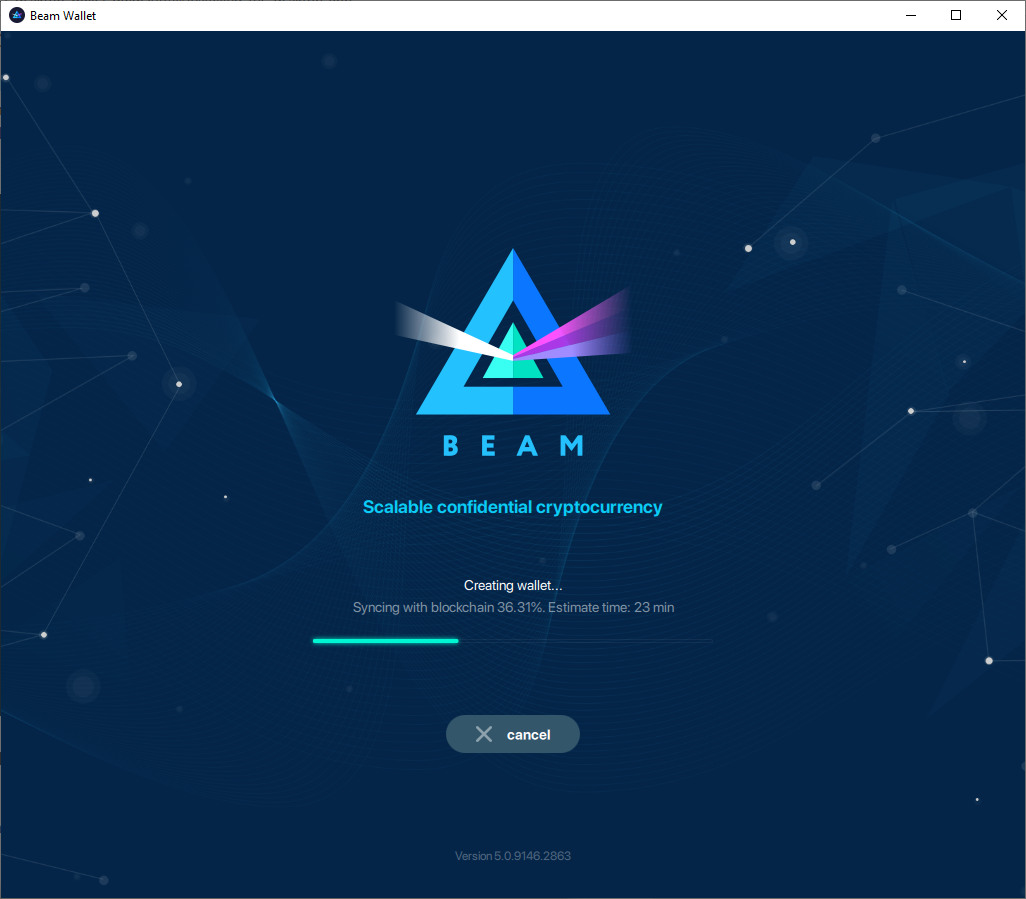 Beam Wallet
BEAM
Scalable confidential cryptocurrency
Creating wallet...
Syncing with blockchain 36.31%. Estimate time: 23 min
cancel
Version 5.0.9146.2863